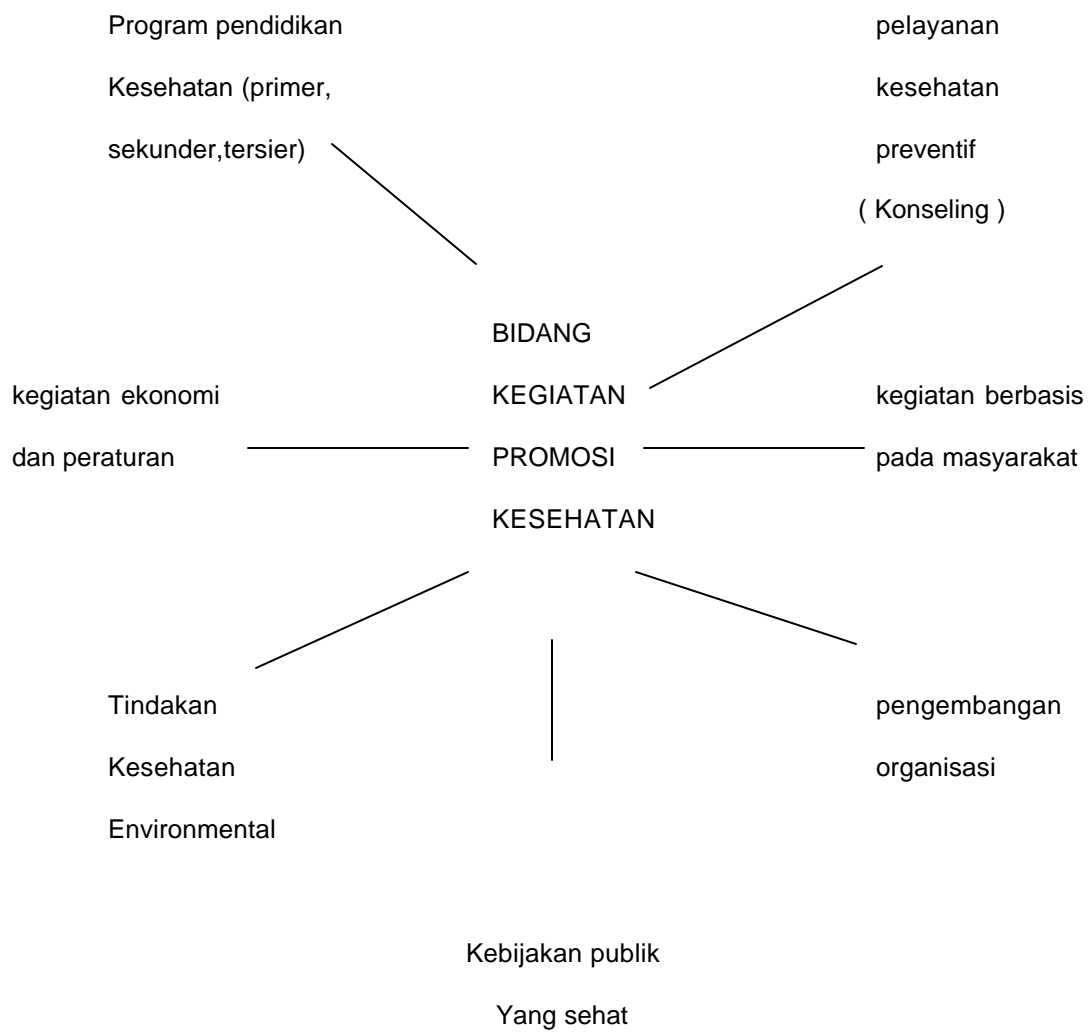 Program pendidikan
Kesehatan (primer,
sekunder,tersier)
pelayanan
kesehatan
preventif
( Konseling )
BIDANG
KEGIATAN
PROMOSI
KESEHATAN
kegiatan ekonomi
dan peraturan
kegiatan berbasis
pada masyarakat
Tindakan
Kesehatan
Environmental
pengembangan
organisasi
Kebijakan publik
Yang sehat